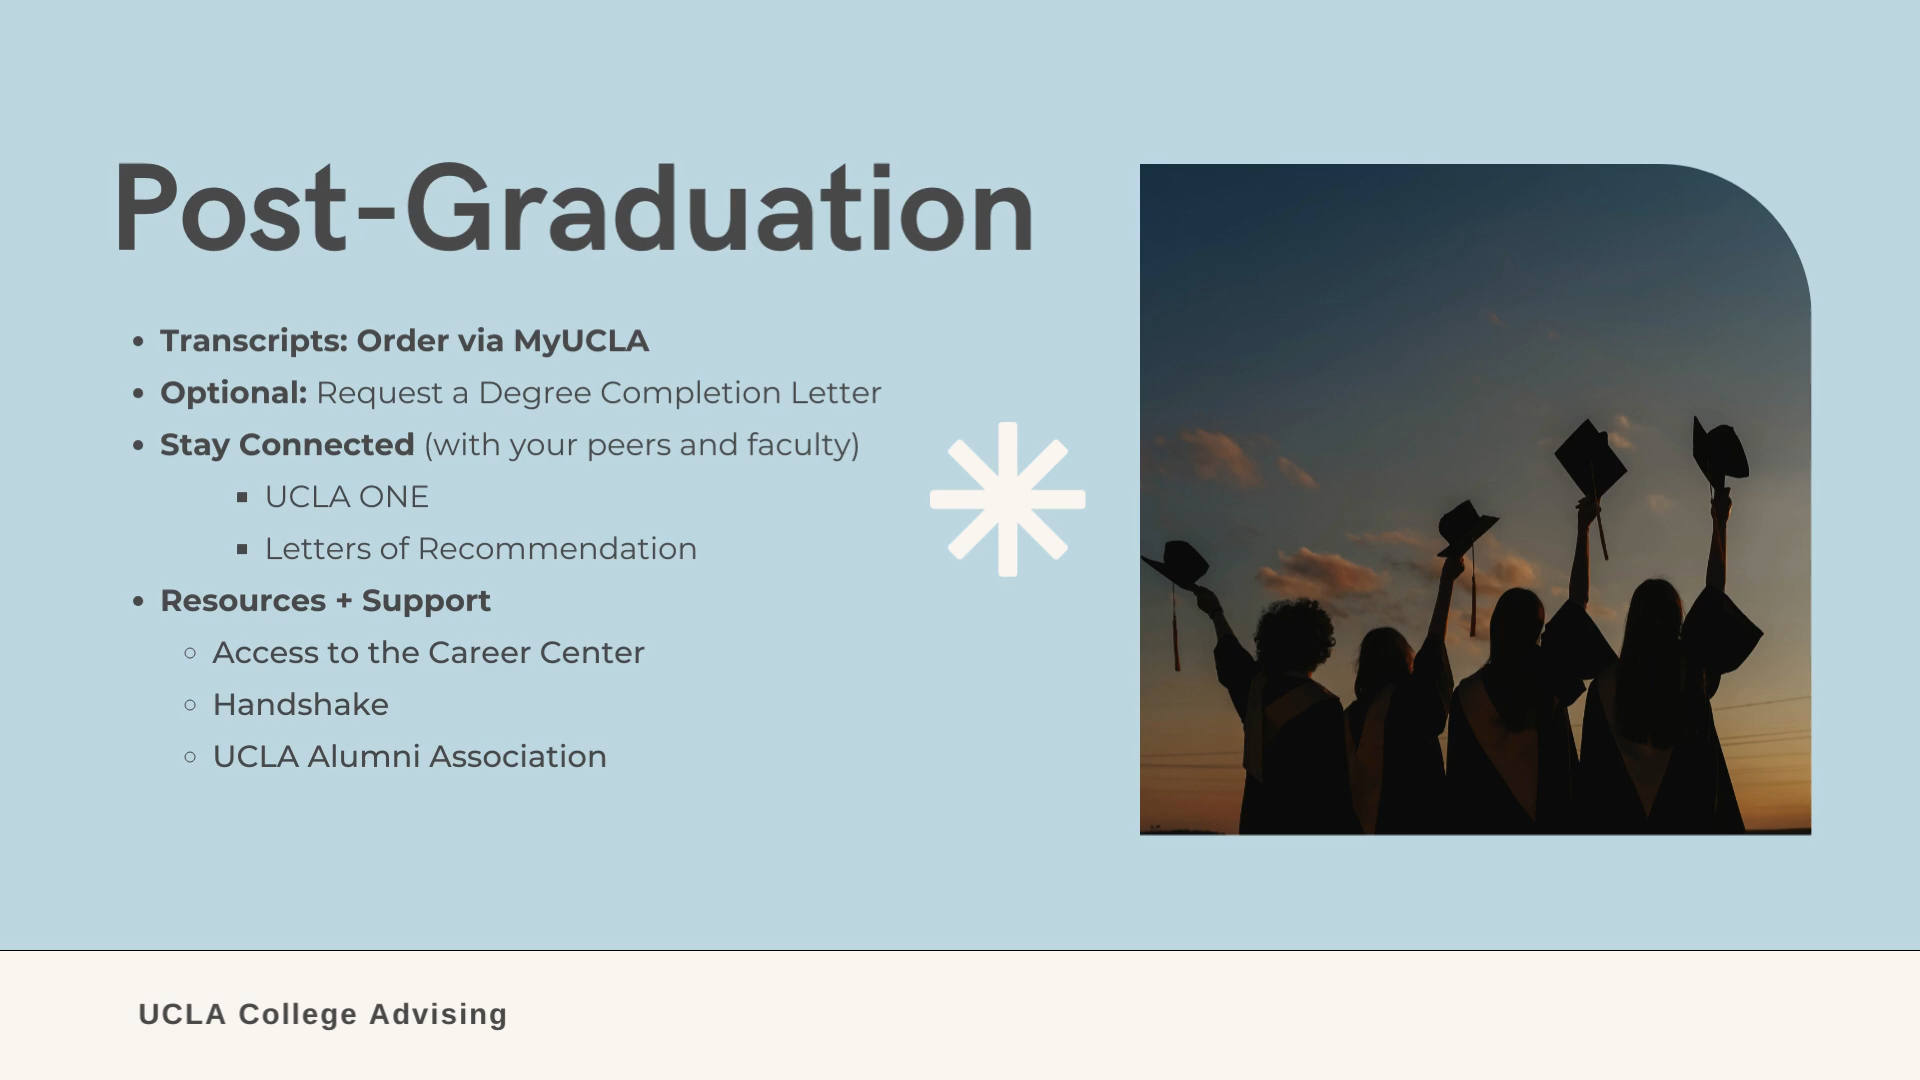 Post-Graduation
Transcripts: Order via MyUCLA
Optional: Request a Degree Completion Letter
Stay Connected (with your peers and faculty)
UCLA ONE
Letters of Recommendation
Resources + Support
Access to the Career Center
Handshake
UCLA Alumni Association
UCLA College Advising